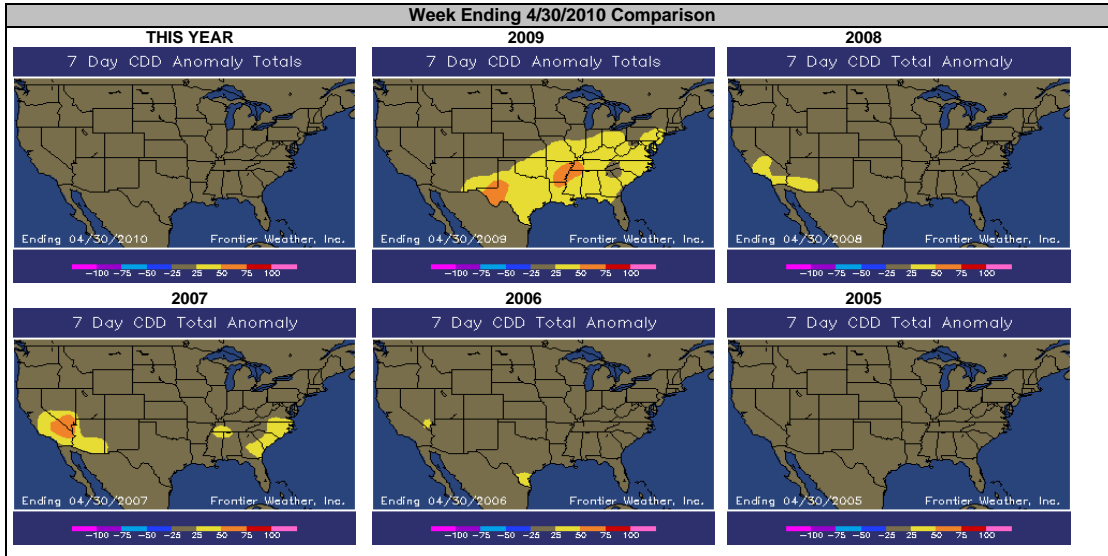 Week Ending 4/30/2010 Comparison
THIS YEAR 2009 2008
7 Day CDD Anomaly Totals 7 Day CDD Anomaly Totals 7 Day CDD Total Anomaly
Ending 04/30/2010 Frontier Weather, Inc. Ending 04/30/2009 Frontier Weather, Inc. Ending 04/30/2008 Frontier Weather, Inc.
-100 -75 -50 -25 25 50 75 100 -100 -75 -50 -25 25 50 75 100 -100 -75 -50 -25 25 50 75 100
2007 2006 2005
7 Day CDD Total Anomaly 7 Day CDD Total Anomaly 7 Day CDD Total Anomaly
Ending 04/30/2007 Frontier Weather, Inc. Ending 04/30/2006 Frontier Weather, Inc. Ending 04/30/2005 Frontier Weather, Inc.
-100 -75 -50 -25 25 50 75 100 -100 -75 -50 -25 25 50 75 100 -100 -75 -50 -25 25 50 75 100